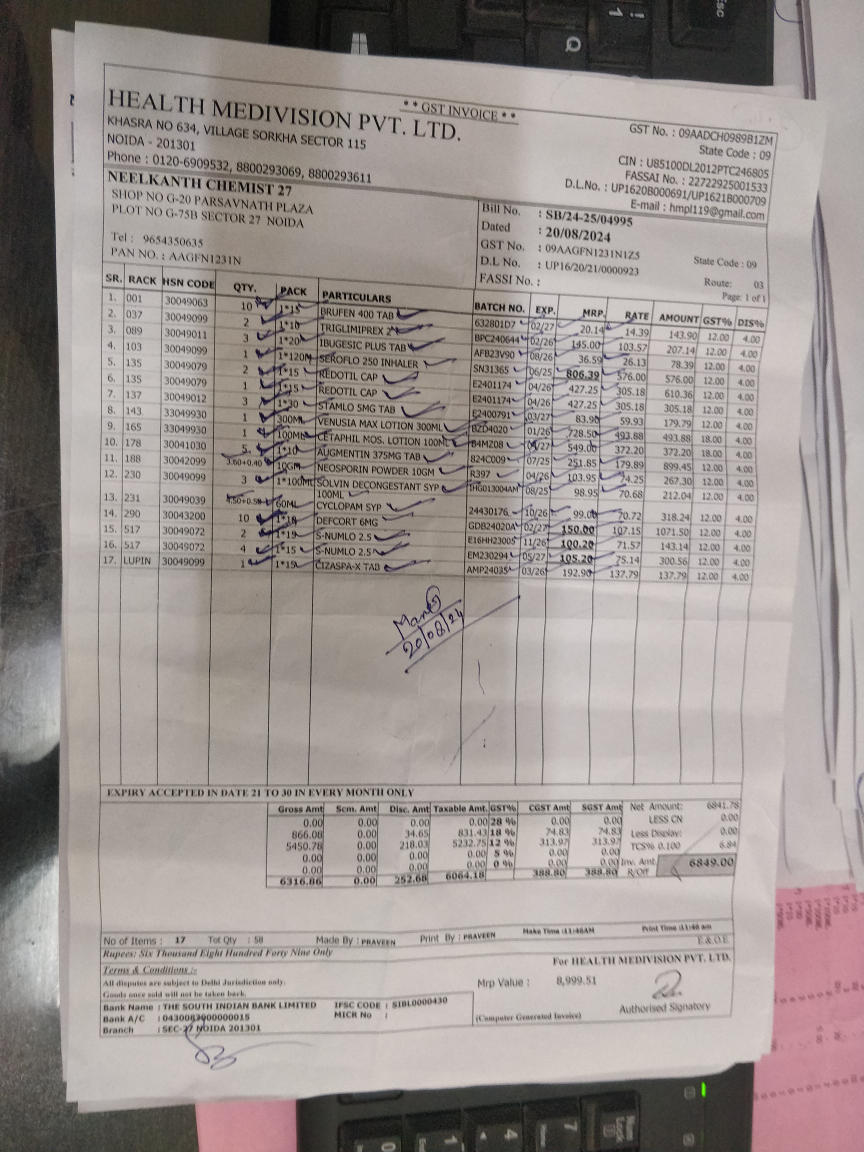 * * GST INVOICE * *
HEALTH MEDIVISION PVT. LTD.
KHASRA NO 634, VILLAGE SORKHA SECTOR 115
NOIDA - 201301
Phone : 0120-6909532, 8800293069, 8800293611
GST No. : 09AADCH0989B1ZM
State Code : 09
CIN : U85100DL2012PTC246805
FASSAI No. : 22722925001533
D.L.No. : UP1620B000691/UP1621B000709
E-mail : hmpl119@gmail.com
NEELKANTH CHEMIST 27
SHOP NO G-20 PARSAVNATH PLAZA
PLOT NO G-75B SECTOR 27 NOIDA
Tel : 9654350635
PAN NO. : AAGFN1231N
Bill No. : SB/24-25/04995
Dated : 20/08/2024
GST No. : 09AAGFN1231N1Z5 State Code : 09
D.L No. : UP16/20/21/0000923
FASSI No. : Route: 03
Page: 1 of 1
SR. RACK HSN CODE QTY. PACK PARTICULARS BATCH NO. EXP. MRP. RATE AMOUNT GST% DIS%
1. 001 30049063 10 1*15 BRUFEN 400 TAB 632801D7 02/27 20.14 14.39 143.90 12.00 4.00
2. 037 30049099 2 1*10 TRIGLIMIPREX 2 BPC240644 02/26 145.00 103.57 207.14 12.00 4.00
3. 089 30049011 3 1*20 IBUGESIC PLUS TAB AFB23V90 08/26 36.59 26.13 78.39 12.00 4.00
4. 103 30049099 1 1*120M SEROFLO 250 INHALER SN31365 06/25 806.39 576.00 576.00 12.00 4.00
5. 135 30049079 2 1*15 REDOTIL CAP E2401174 04/26 427.25 305.18 610.36 12.00 4.00
6. 135 30049079 1 1*15 REDOTIL CAP E2401174 04/26 427.25 305.18 305.18 12.00 4.00
7. 137 30049012 3 1*30 STAMLO 5MG TAB E2400791 03/27 83.90 59.93 179.79 12.00 4.00
8. 143 33049930 1 300ML VENUSIA MAX LOTION 300ML BZD4020 01/26 728.50 493.88 493.88 18.00 4.00
9. 165 33049930 1 100ML CETAPHIL MOS. LOTION 100ML B4MZ08 549.00 372.20 372.20 18.00 4.00
10. 178 30041030 5 1*10 AUGMENTIN 375MG TAB 824C009 07/25 251.85 179.89 899.45 12.00 4.00
11. 188 30042099 3.60+0.40 10GM NEOSPORIN POWDER 10GM R397 04/26 103.95 74.25 267.30 12.00 4.00
12. 230 30049099 3 1*100ML SOLVIN DECONGESTANT SYP 100ML THG013004AM 08/25 98.95 70.68 212.04 12.00 4.00
13. 231 30049039 60ML CYCLOPAM SYP 24430176 10/26 99.00 70.72 318.24 12.00 4.00
14. 290 30043200 10 DEFCORT 6MG GDB24020A 02/27 150.00 107.15 1071.50 12.00 4.00
15. 517 30049072 2 1*15 S-NUMLO 2.5 E16HH23005 11/26 100.20 71.57 143.14 12.00 4.00
16. 517 30049072 4 1*15 S-NUMLO 2.5 EM230294 05/27 105.20 75.14 300.56 12.00 4.00
17. LUPIN 30049099 1 1*15 CIZASPA-X TAB AMP24035 03/26 192.90 137.79 137.79 12.00 4.00
20/08/24
EXPIRY ACCEPTED IN DATE 21 TO 30 IN EVERY MONTH ONLY
Gross Amt Scm. Amt Disc. Amt Taxable Amt. GST% CGST Amt SGST Amt Net Amount: 6841.78
0.00 0.00 0.00 0.00 28 % 0.00 0.00 LESS CN 0.00
866.08 0.00 34.65 831.43 18 % 74.83 74.83 Less Display: 0.00
5450.78 0.00 218.03 5232.75 12 % 313.97 313.97 TCS% 0.100 6.84
0.00 0.00 0.00 0.00 5 % 0.00 0.00 Inv. Amt. 6849.00
0.00 0.00 0.00 0.00 0 % 0.00 0.00 R/Off
6316.86 0.00 252.68 6064.18 388.80 388.80
No of Items : 17 Tot Qty : 58 Made By : PRAVEEN Print By : PRAVEEN Make Time :11:48AM Print Time :11:48 am
Rupees: Six Thousand Eight Hundred Forty Nine Only E.& O.E
Terms & Conditions :-
All disputes are subject to Delhi Jurisdiction only.
Goods once sold will not be taken back.
For HEALTH MEDIVISION PVT. LTD.
Mrp Value : 8,999.51
Authorised Signatory
Bank Name : THE SOUTH INDIAN BANK LIMITED IFSC CODE : SIBL0000430
Bank A/C : 0430083000000015 MICR No :
Branch : SEC-27 NOIDA 201301
(Computer Generated Invoice)